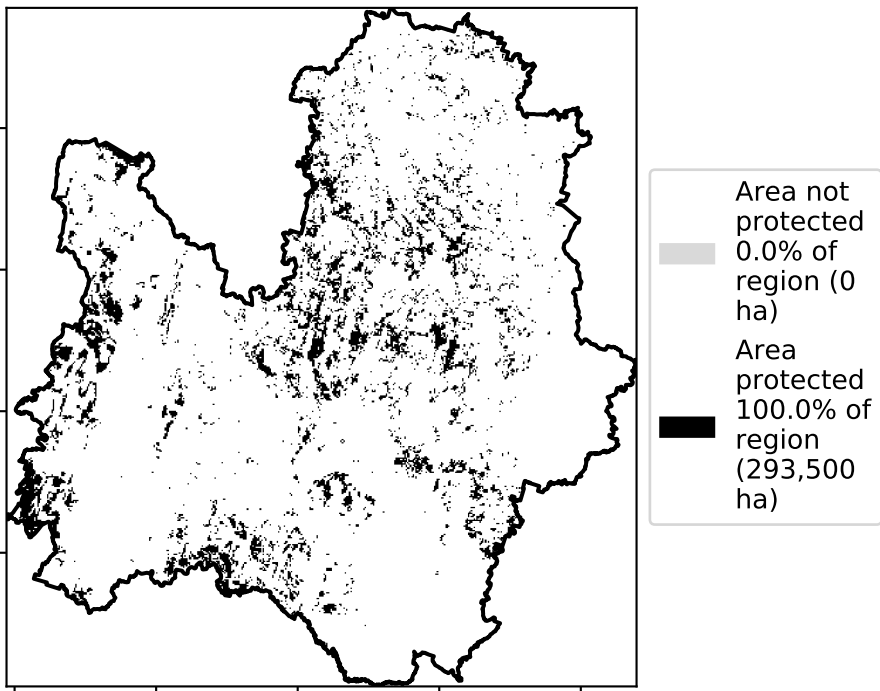 Area not
protected
0.0% of
region (0
ha)
Area
protected
100.0% of
region
(293,500
ha)